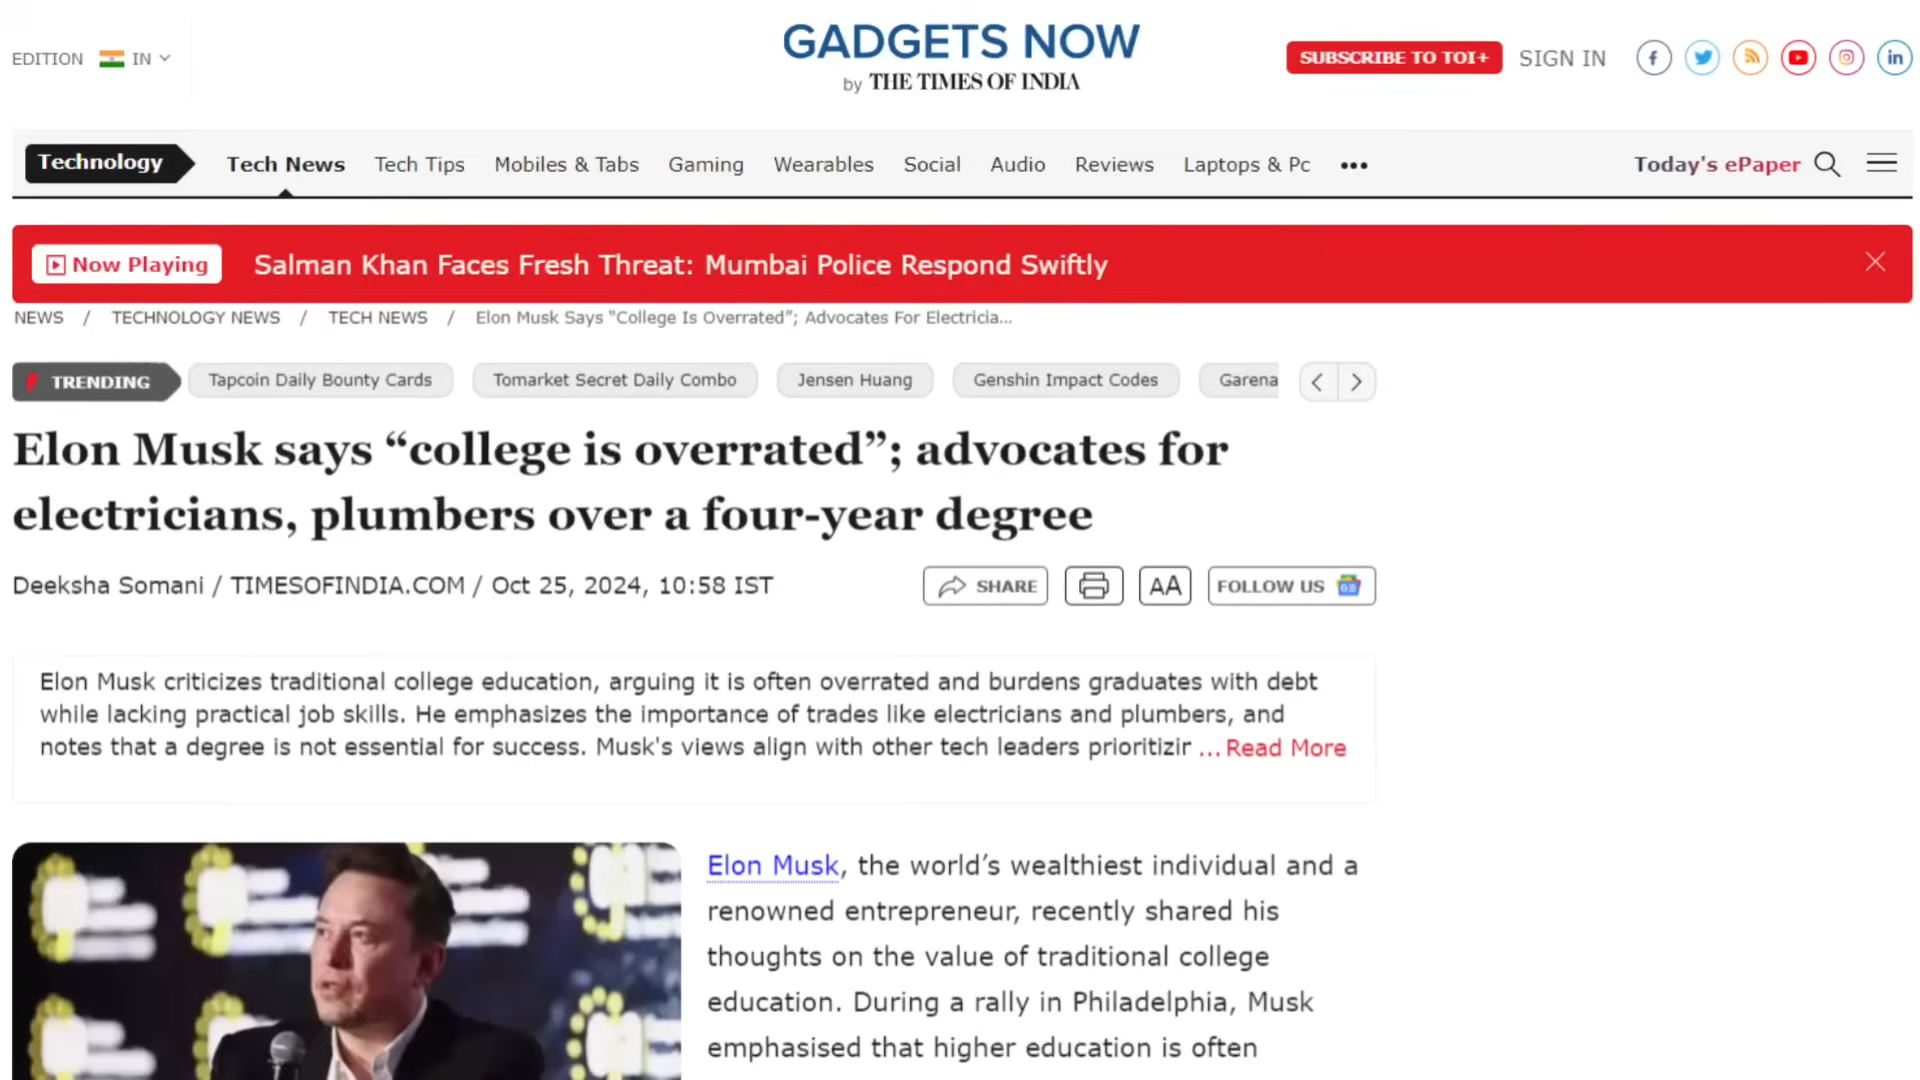 EDITION IN
GADGETS NOW
by THE TIMES OF INDIA
SUBSCRIBE TO TOI+ SIGN IN
Technology Tech News Tech Tips Mobiles & Tabs Gaming Wearables Social Audio Reviews Laptops & Pc ••• Today's ePaper
Now Playing Salman Khan Faces Fresh Threat: Mumbai Police Respond Swiftly
NEWS / TECHNOLOGY NEWS / TECH NEWS / Elon Musk Says “College Is Overrated”; Advocates For Electricia...
TRENDING Tapcoin Daily Bounty Cards Tomarket Secret Daily Combo Jensen Huang Genshin Impact Codes Garena
Elon Musk says “college is overrated”; advocates for
electricians, plumbers over a four-year degree
Deeksha Somani / TIMESOFINDIA.COM / Oct 25, 2024, 10:58 IST
SHARE AA FOLLOW US
Elon Musk criticizes traditional college education, arguing it is often overrated and burdens graduates with debt
while lacking practical job skills. He emphasizes the importance of trades like electricians and plumbers, and
notes that a degree is not essential for success. Musk's views align with other tech leaders prioritizir ... Read More
Elon Musk, the world’s wealthiest individual and a
renowned entrepreneur, recently shared his
thoughts on the value of traditional college
education. During a rally in Philadelphia, Musk
emphasised that higher education is often